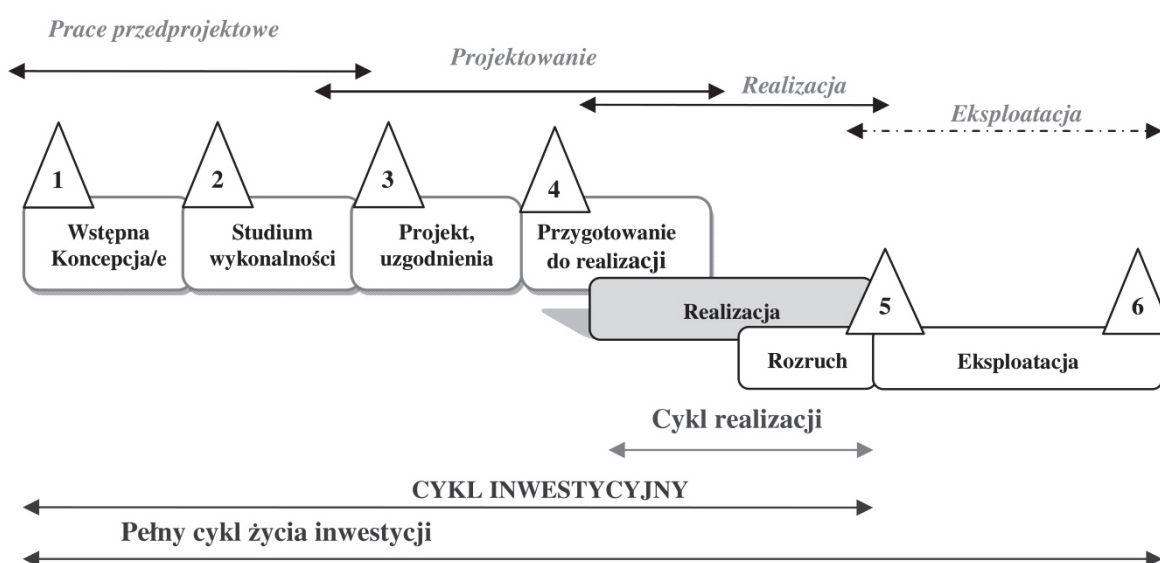 Prace przedprojektowe
Projektowanie
Realizacja
Eksploatacja
1
2
3
4
Wstępna
Koncepcja/e
Studium
wykonalności
Projekt,
uzgodnienia
Przygotowanie
do realizacji
5
6
Realizacja
Rozruch
Eksploatacja
Cykl realizacji
CYKL INWESTYCYJNY
Pełny cykl życia inwestycji